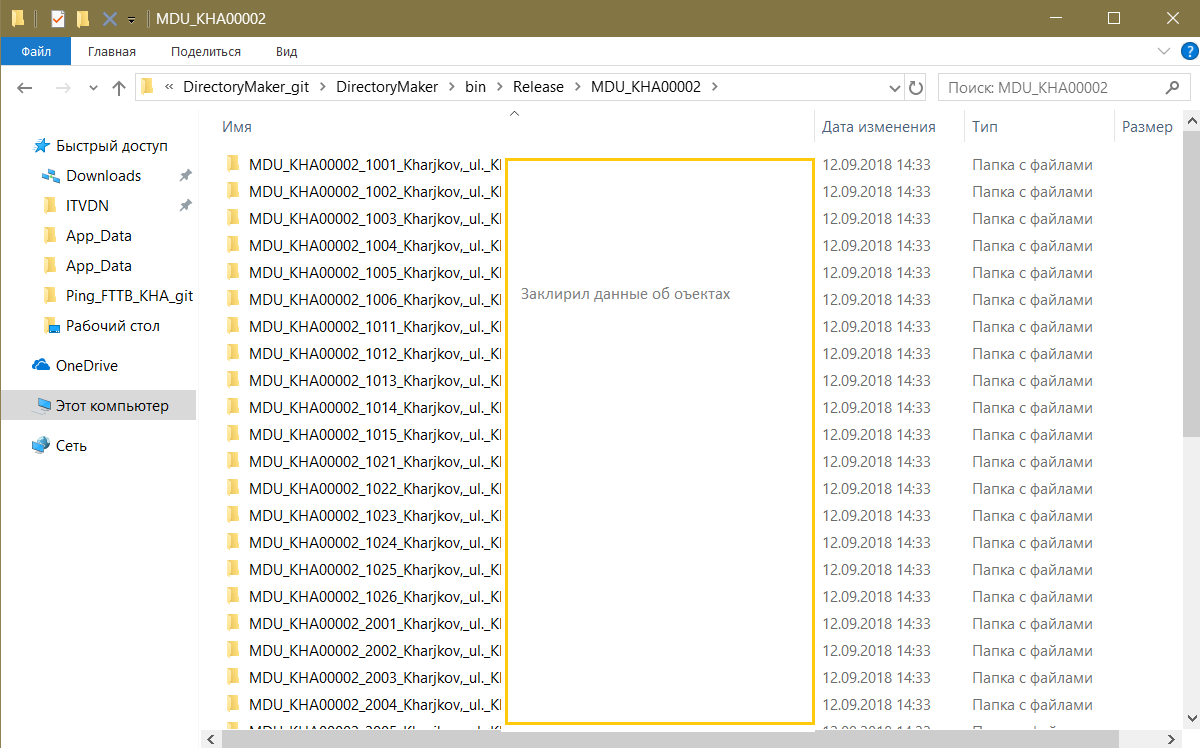 MDU_KHA00002
Файл Главная Поделиться Вид
« DirectoryMaker_git > DirectoryMaker > bin > Release > MDU_KHA00002 >
Поиск: MDU_KHA00002
Быстрый доступ
Downloads
ITVDN
App_Data
App_Data
Ping_FTTB_KHA_git
Рабочий стол
OneDrive
Этот компьютер
Сеть
Имя Дата изменения Тип Размер
MDU_KHA00002_1001_Kharjkov,_ul._Kl 12.09.2018 14:33 Папка с файлами
MDU_KHA00002_1002_Kharjkov,_ul._Kl 12.09.2018 14:33 Папка с файлами
MDU_KHA00002_1003_Kharjkov,_ul._Kl 12.09.2018 14:33 Папка с файлами
MDU_KHA00002_1004_Kharjkov,_ul._Kl 12.09.2018 14:33 Папка с файлами
MDU_KHA00002_1005_Kharjkov,_ul._Kl 12.09.2018 14:33 Папка с файлами
Заклирил данные об оъектах
MDU_KHA00002_1006_Kharjkov,_ul._Kl 12.09.2018 14:33 Папка с файлами
MDU_KHA00002_1011_Kharjkov,_ul._Kl 12.09.2018 14:33 Папка с файлами
MDU_KHA00002_1012_Kharjkov,_ul._Kl 12.09.2018 14:33 Папка с файлами
MDU_KHA00002_1013_Kharjkov,_ul._Kl 12.09.2018 14:33 Папка с файлами
MDU_KHA00002_1014_Kharjkov,_ul._Kl 12.09.2018 14:33 Папка с файлами
MDU_KHA00002_1015_Kharjkov,_ul._Kl 12.09.2018 14:33 Папка с файлами
MDU_KHA00002_1021_Kharjkov,_ul._Kl 12.09.2018 14:33 Папка с файлами
MDU_KHA00002_1022_Kharjkov,_ul._Kl 12.09.2018 14:33 Папка с файлами
MDU_KHA00002_1023_Kharjkov,_ul._Kl 12.09.2018 14:33 Папка с файлами
MDU_KHA00002_1024_Kharjkov,_ul._Kl 12.09.2018 14:33 Папка с файлами
MDU_KHA00002_1025_Kharjkov,_ul._Kl 12.09.2018 14:33 Папка с файлами
MDU_KHA00002_1026_Kharjkov,_ul._Kl 12.09.2018 14:33 Папка с файлами
MDU_KHA00002_2001_Kharjkov,_ul._Kl 12.09.2018 14:33 Папка с файлами
MDU_KHA00002_2002_Kharjkov,_ul._Kl 12.09.2018 14:33 Папка с файлами
MDU_KHA00002_2003_Kharjkov,_ul._Kl 12.09.2018 14:33 Папка с файлами
MDU_KHA00002_2004_Kharjkov,_ul._Kl 12.09.2018 14:33 Папка с файлами